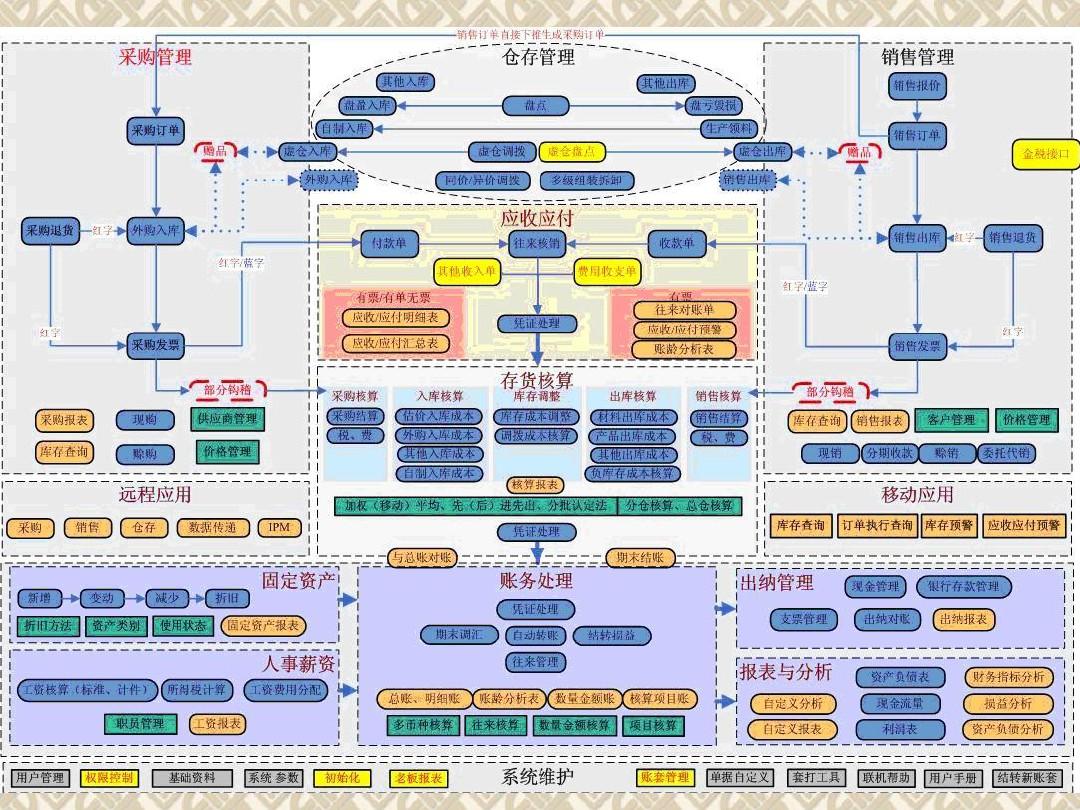 销售订单直接下推生成采购订单
采购管理
采购订单
赠品
采购退货
红字
外购入库
红字/蓝字
红字
采购发票
部分钩稽
采购报表
现购
供应商管理
库存查询
赊购
价格管理
仓存管理
其他入库
其他出库
盘盈入库
盘点
盘亏毁损
自制入库
生产领料
虚仓入库
虚仓调拨
虚仓盘点
虚仓出库
外购入库
同价/异价调拨
多级组装拆卸
销售出库
销售管理
销售报价
销售订单
赠品
金税接口
销售出库
红字
销售退货
红字/蓝字
红字
销售发票
部分钩稽
库存查询
销售报表
客户管理
价格管理
现销
分期收款
赊销
委托代销
应收应付
付款单
往来核销
收款单
其他收入单
费用收支单
有票/有单无票
应收/应付明细表
应收/应付汇总表
凭证处理
有票
往来对账单
应收/应付预警
账龄分析表
存货核算
采购核算
采购结算
税、费
入库核算
估价入库成本
外购入库成本
其他入库成本
自制入库成本
库存调整
库存成本调整
调拨成本核算
出库核算
材料出库成本
产品出库成本
其他出库成本
负库存成本核算
销售核算
销售结算
税、费
核算报表
加权（移动）平均、先（后）进先出、分批认定法
分仓核算、总仓核算
凭证处理
与总账对账
期末结账
远程应用
采购
销售
仓存
数据传递
IPM
移动应用
库存查询
订单执行查询
库存预警
应收应付预警
固定资产
新增
变动
减少
折旧
折旧方法
资产类别
使用状态
固定资产报表
人事薪资
工资核算（标准、计件）
所得税计算
工资费用分配
职员管理
工资报表
账务处理
凭证处理
期末调汇
自动转账
结转损益
往来管理
总账、明细账
账龄分析表
数量金额账
核算项目账
多币种核算
往来核算
数量金额核算
项目核算
出纳管理
现金管理
银行存款管理
支票管理
出纳对账
出纳报表
报表与分析
资产负债表
财务指标分析
自定义分析
现金流量
损益分析
自定义报表
利润表
资产负债分析
用户管理
权限控制
基础资料
系统 参数
初始化
老板报表
系统维护
账套管理
单据自定义
套打工具
联机帮助
用户手册
结转新账套